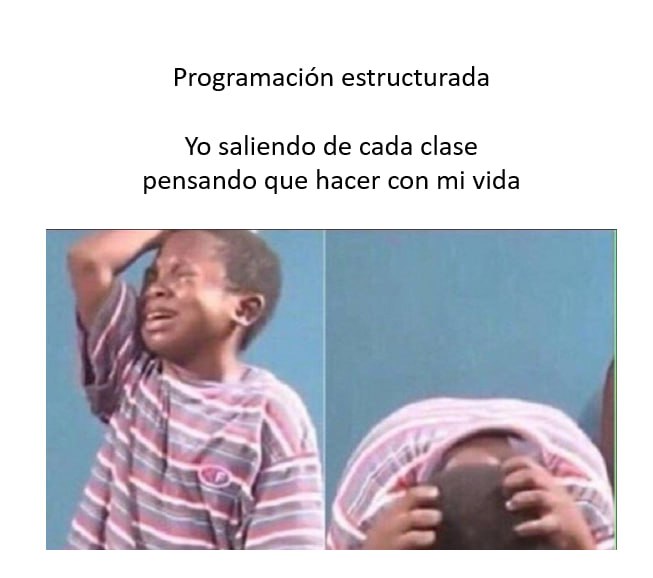 Programación estructurada
Yo saliendo de cada clase
pensando que hacer con mi vida